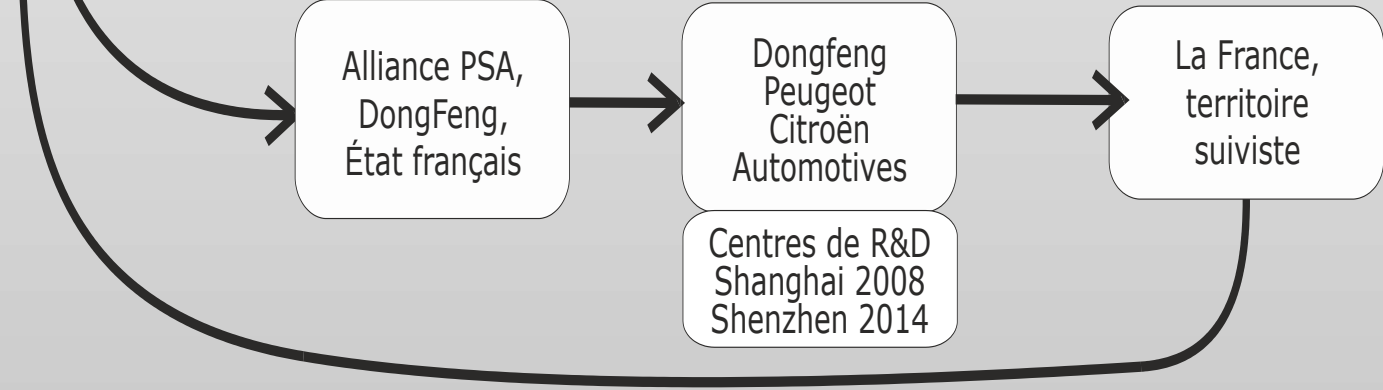 Alliance PSA,
DongFeng,
État français
Dongfeng
Peugeot
Citroën
Automotives
Centres de R&D
Shanghai 2008
Shenzhen 2014
La France,
territoire
suiviste